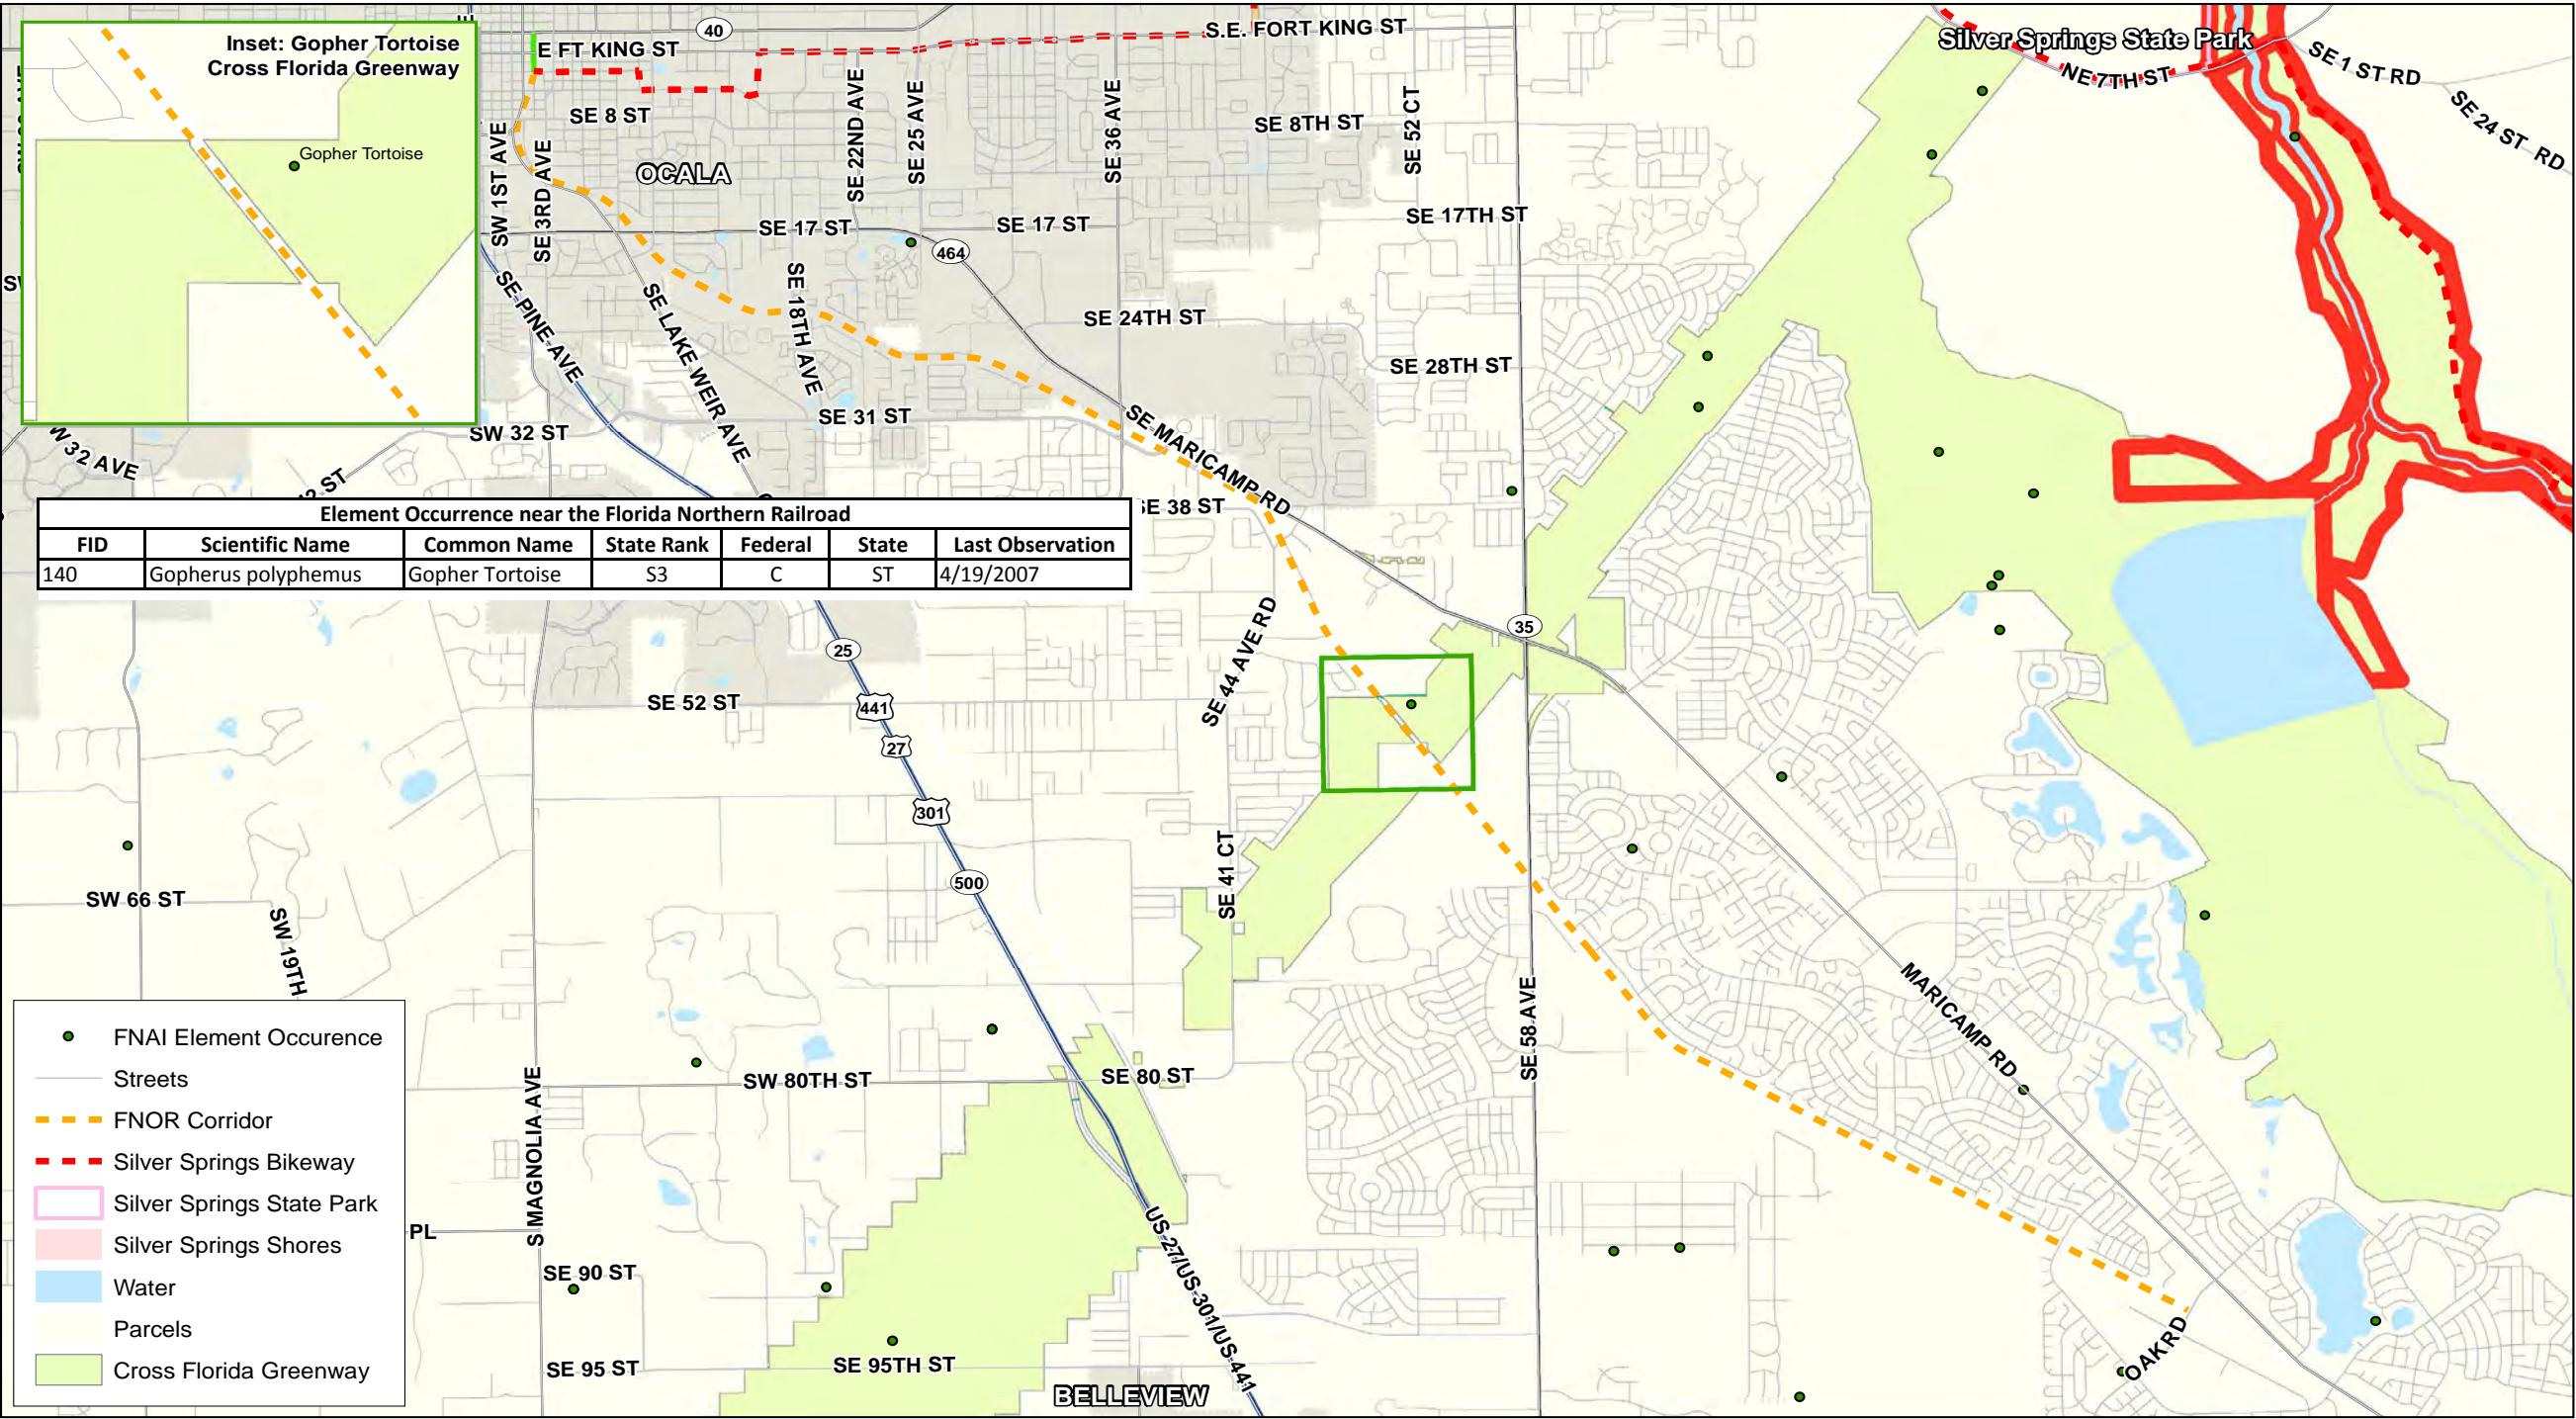 Inset: Gopher Tortoise
Cross Florida Greenway
Gopher Tortoise
40
E FT KING ST
S.E. FORT KING ST
Silver Springs State Park
NE 7TH ST
SE 1 ST RD
SE 24 ST RD
SE 8 ST
SE 8TH ST
SW 1ST AVE
SE 3RD AVE
OCALA
SE 22ND AVE
SE 25 AVE
SE 36 AVE
SE 52 CT
SE 17 ST
SE 17 ST
SE 17TH ST
464
SE PINE AVE
SE LAKE WEIR AVE
SE 18TH AVE
SE 24TH ST
SE 28TH ST
SE 31 ST
SW 32 ST
W 32 AVE
2 ST
SE MARICAMP RD
SE 38 ST
Element Occurrence near the Florida Northern Railroad
FID Scientific Name Common Name State Rank Federal State Last Observation
140 Gopherus polyphemus Gopher Tortoise S3 C ST 4/19/2007
35
25
SE 44 AVE RD
SE 52 ST
441
27
301
500
SE 41 CT
SW 66 ST
SW 19TH
SE 58 AVE
MARICAMP RD
SW 80TH ST
SE 80 ST
S MAGNOLIA AVE
PL
SE 90 ST
SE 95 ST
SE 95TH ST
US 27/US 301/US 441
BELLEVIEW
OAK RD
FNAI Element Occurence
Streets
FNOR Corridor
Silver Springs Bikeway
Silver Springs State Park
Silver Springs Shores
Water
Parcels
Cross Florida Greenway